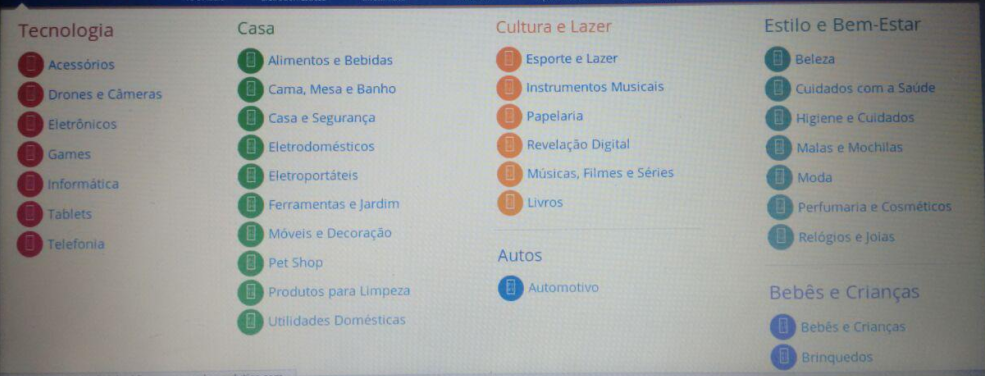 Tecnologia
Acessórios
Drones e Câmeras
Eletrônicos
Games
Informática
Tablets
Telefonia
Casa
Alimentos e Bebidas
Cama, Mesa e Banho
Casa e Segurança
Eletrodomésticos
Eletroportáteis
Ferramentas e Jardim
Móveis e Decoração
Pet Shop
Produtos para Limpeza
Utilidades Domésticas
Cultura e Lazer
Esporte e Lazer
Instrumentos Musicais
Papelaria
Revelação Digital
Músicas, Filmes e Séries
Livros
Autos
Automotivo
Estilo e Bem-Estar
Beleza
Cuidados com a Saúde
Higiene e Cuidados
Malas e Mochilas
Moda
Perfumaria e Cosméticos
Relógios e Joias
Bebês e Crianças
Bebês e Crianças
Brinquedos